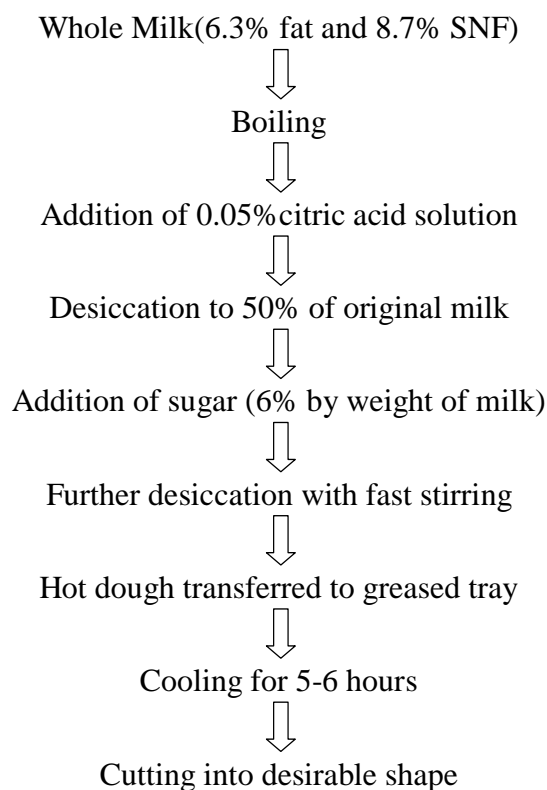 Whole Milk(6.3% fat and 8.7% SNF)
Boiling
Addition of 0.05%citric acid solution
Desiccation to 50% of original milk
Addition of sugar (6% by weight of milk)
Further desiccation with fast stirring
Hot dough transferred to greased tray
Cooling for 5-6 hours
Cutting into desirable shape